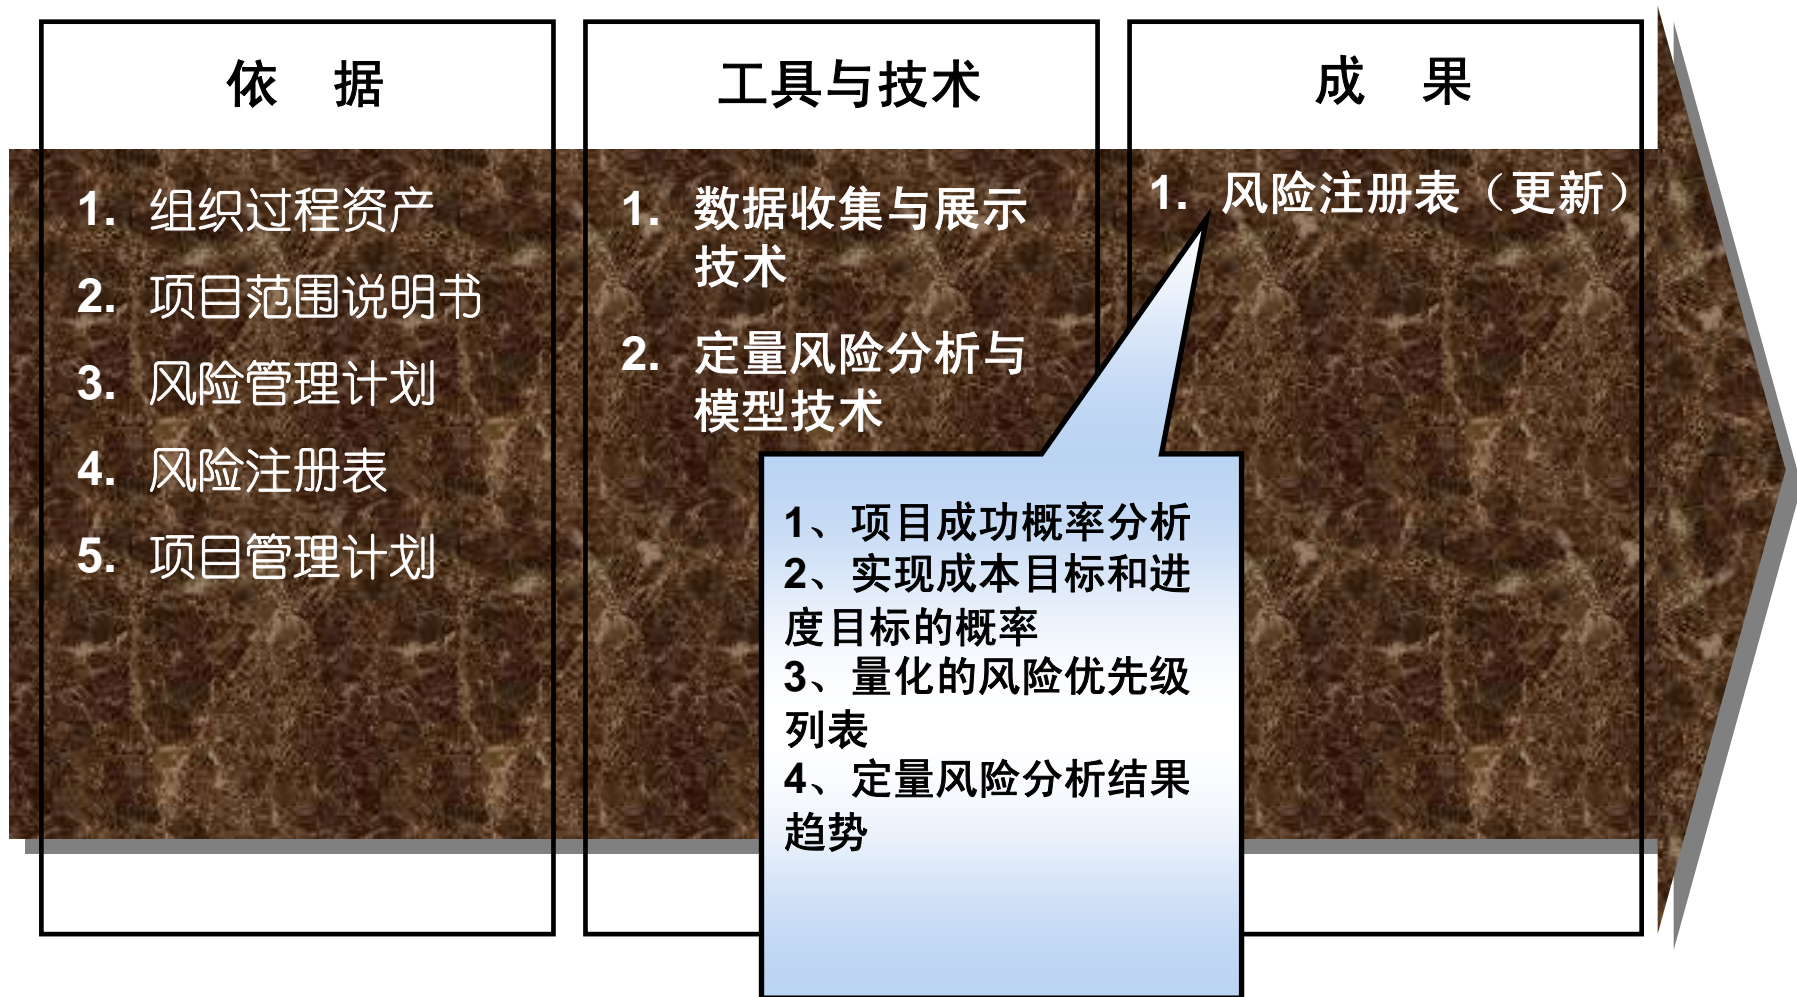 依 据
1. 组织过程资产
2. 项目范围说明书
3. 风险管理计划
4. 风险注册表
5. 项目管理计划
工具与技术
1. 数据收集与展示
技术
2. 定量风险分析与
模型技术
成 果
1. 风险注册表（更新）
1、项目成功概率分析
2、实现成本目标和进
度目标的概率
3、量化的风险优先级
列表
4、定量风险分析结果
趋势